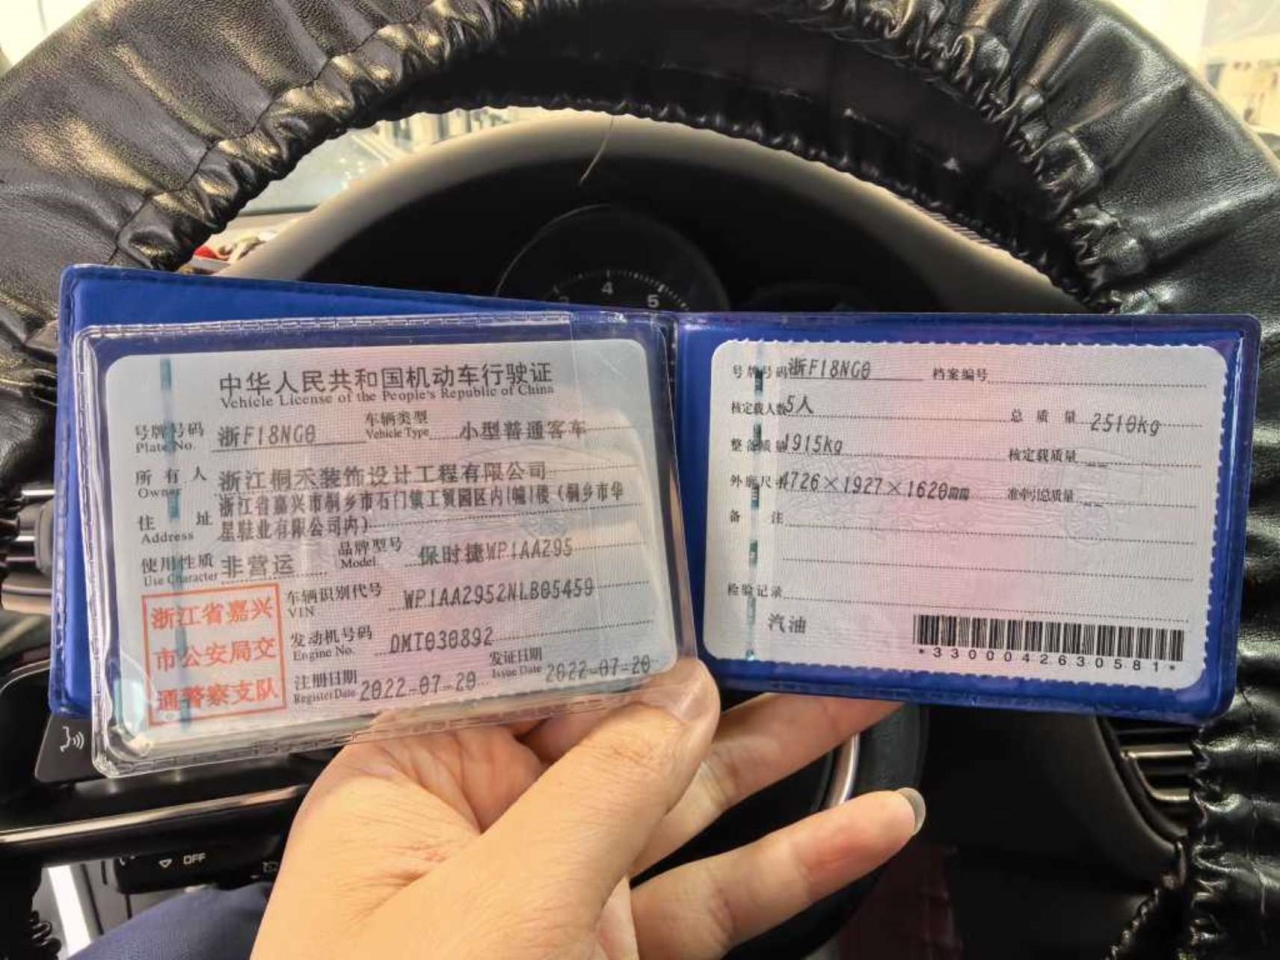 4
5
中华人民共和国机动车行驶证
Vehicle License of the People's Republic of China
号牌号码 浙F18NG0 车辆类型 小型普通客车
Plate No. Vehicle Type
所有人 浙江桐禾装饰设计工程有限公司
Owner
住址 浙江省嘉兴市桐乡市石门镇工贸园区内1幢1楼（桐乡市华
Address 星鞋业有限公司内）
使用性质 非营运 品牌型号 保时捷WP1AA295
Use Character Model
浙江省嘉兴
市公安局交
通警察支队
车辆识别代号 WP1AA2952NLB05459
VIN
发动机号码 DMT030892
Engine No.
注册日期 2022-07-20 发证日期 2022-07-20
Register Date Issue Date
号牌号码 浙F18NG0 档案编号
核定载人数 5人 总质量 2510kg
整备质量 1915kg 核定载质量 --
外廓尺寸 4726×1927×1620mm 准牵引总质量 --
备注
检验记录
汽油
*3300042630581*
OFF